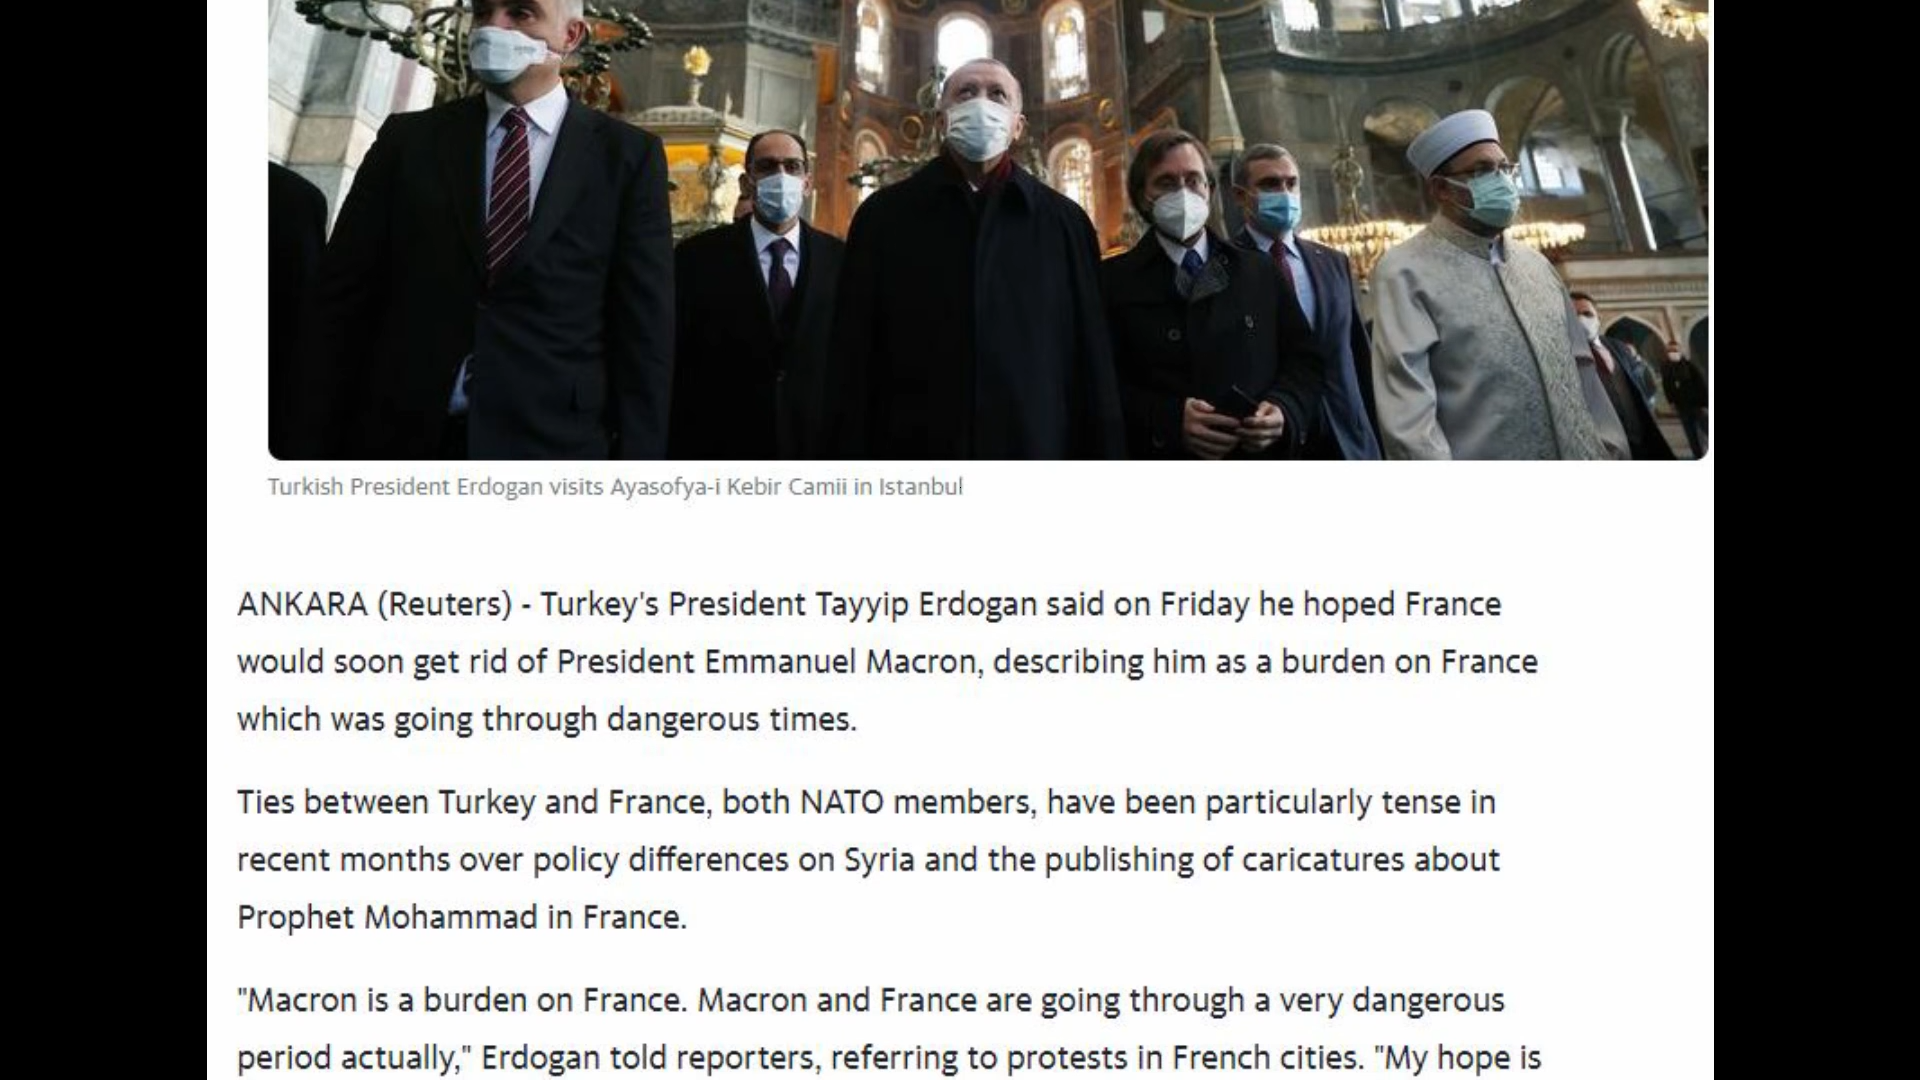 Turkish President Erdogan visits Ayasofya-i Kebir Camii in Istanbul
ANKARA (Reuters) - Turkey's President Tayyip Erdogan said on Friday he hoped France
would soon get rid of President Emmanuel Macron, describing him as a burden on France
which was going through dangerous times.
Ties between Turkey and France, both NATO members, have been particularly tense in
recent months over policy differences on Syria and the publishing of caricatures about
Prophet Mohammad in France.
"Macron is a burden on France. Macron and France are going through a very dangerous
period actually," Erdogan told reporters, referring to protests in French cities. "My hope is